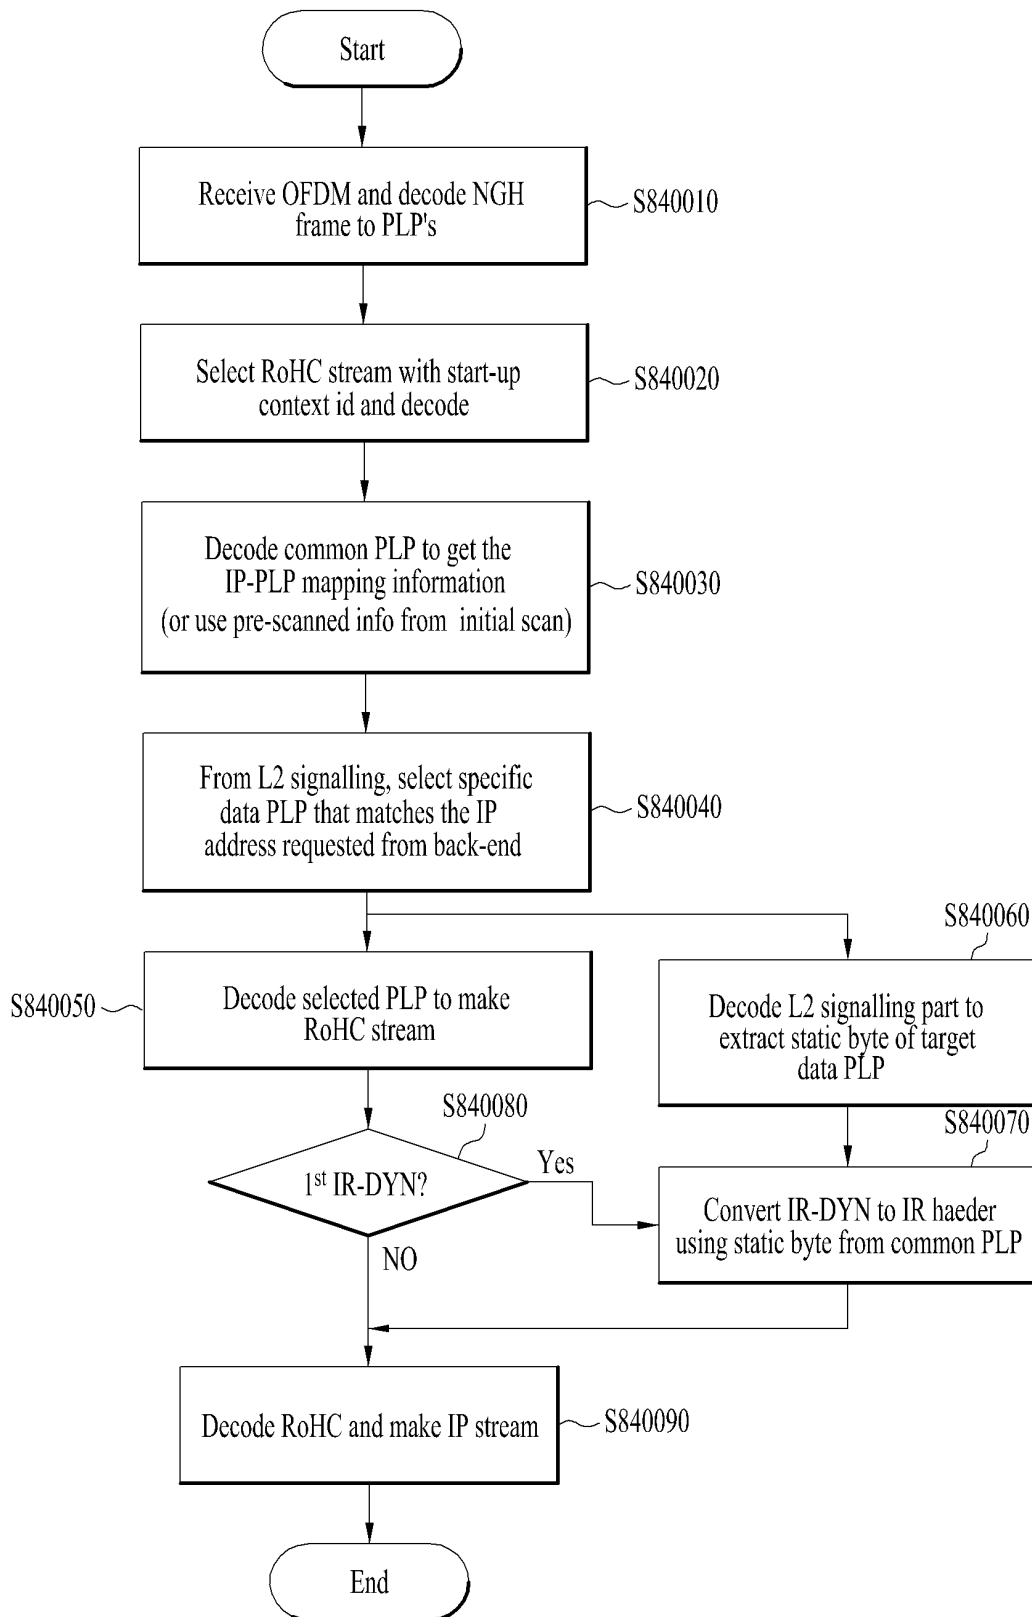 Start
Receive OFDM and decode NGH
frame to PLP's
S840010
Select RoHC stream with start-up
context id and decode
S840020
Decode common PLP to get the
IP-PLP mapping information
(or use pre-scanned info from initial scan)
S840030
From L2 signalling, select specific
data PLP that matches the IP
address requested from back-end
S840040
S840050
Decode selected PLP to make
RoHC stream
S840060
Decode L2 signalling part to
extract static byte of target
data PLP
S840080
1st IR-DYN?
Yes
NO
S840070
Convert IR-DYN to IR haeder
using static byte from common PLP
Decode RoHC and make IP stream
S840090
End